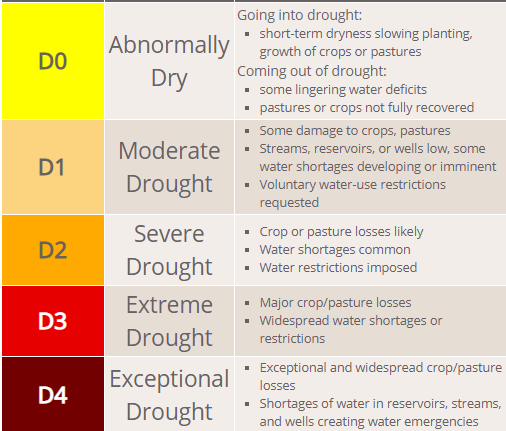 D0
Abnormally
Dry
Going into drought:
▪ short-term dryness slowing planting,
growth of crops or pastures
Coming out of drought:
▪ some lingering water deficits
▪ pastures or crops not fully recovered
D1
Moderate
Drought
▪ Some damage to crops, pastures
▪ Streams, reservoirs, or wells low, some
water shortages developing or imminent
▪ Voluntary water-use restrictions
requested
D2
Severe
Drought
▪ Crop or pasture losses likely
▪ Water shortages common
▪ Water restrictions imposed
D3
Extreme
Drought
▪ Major crop/pasture losses
▪ Widespread water shortages or
restrictions
D4
Exceptional
Drought
▪ Exceptional and widespread crop/pasture
losses
▪ Shortages of water in reservoirs, streams,
and wells creating water emergencies